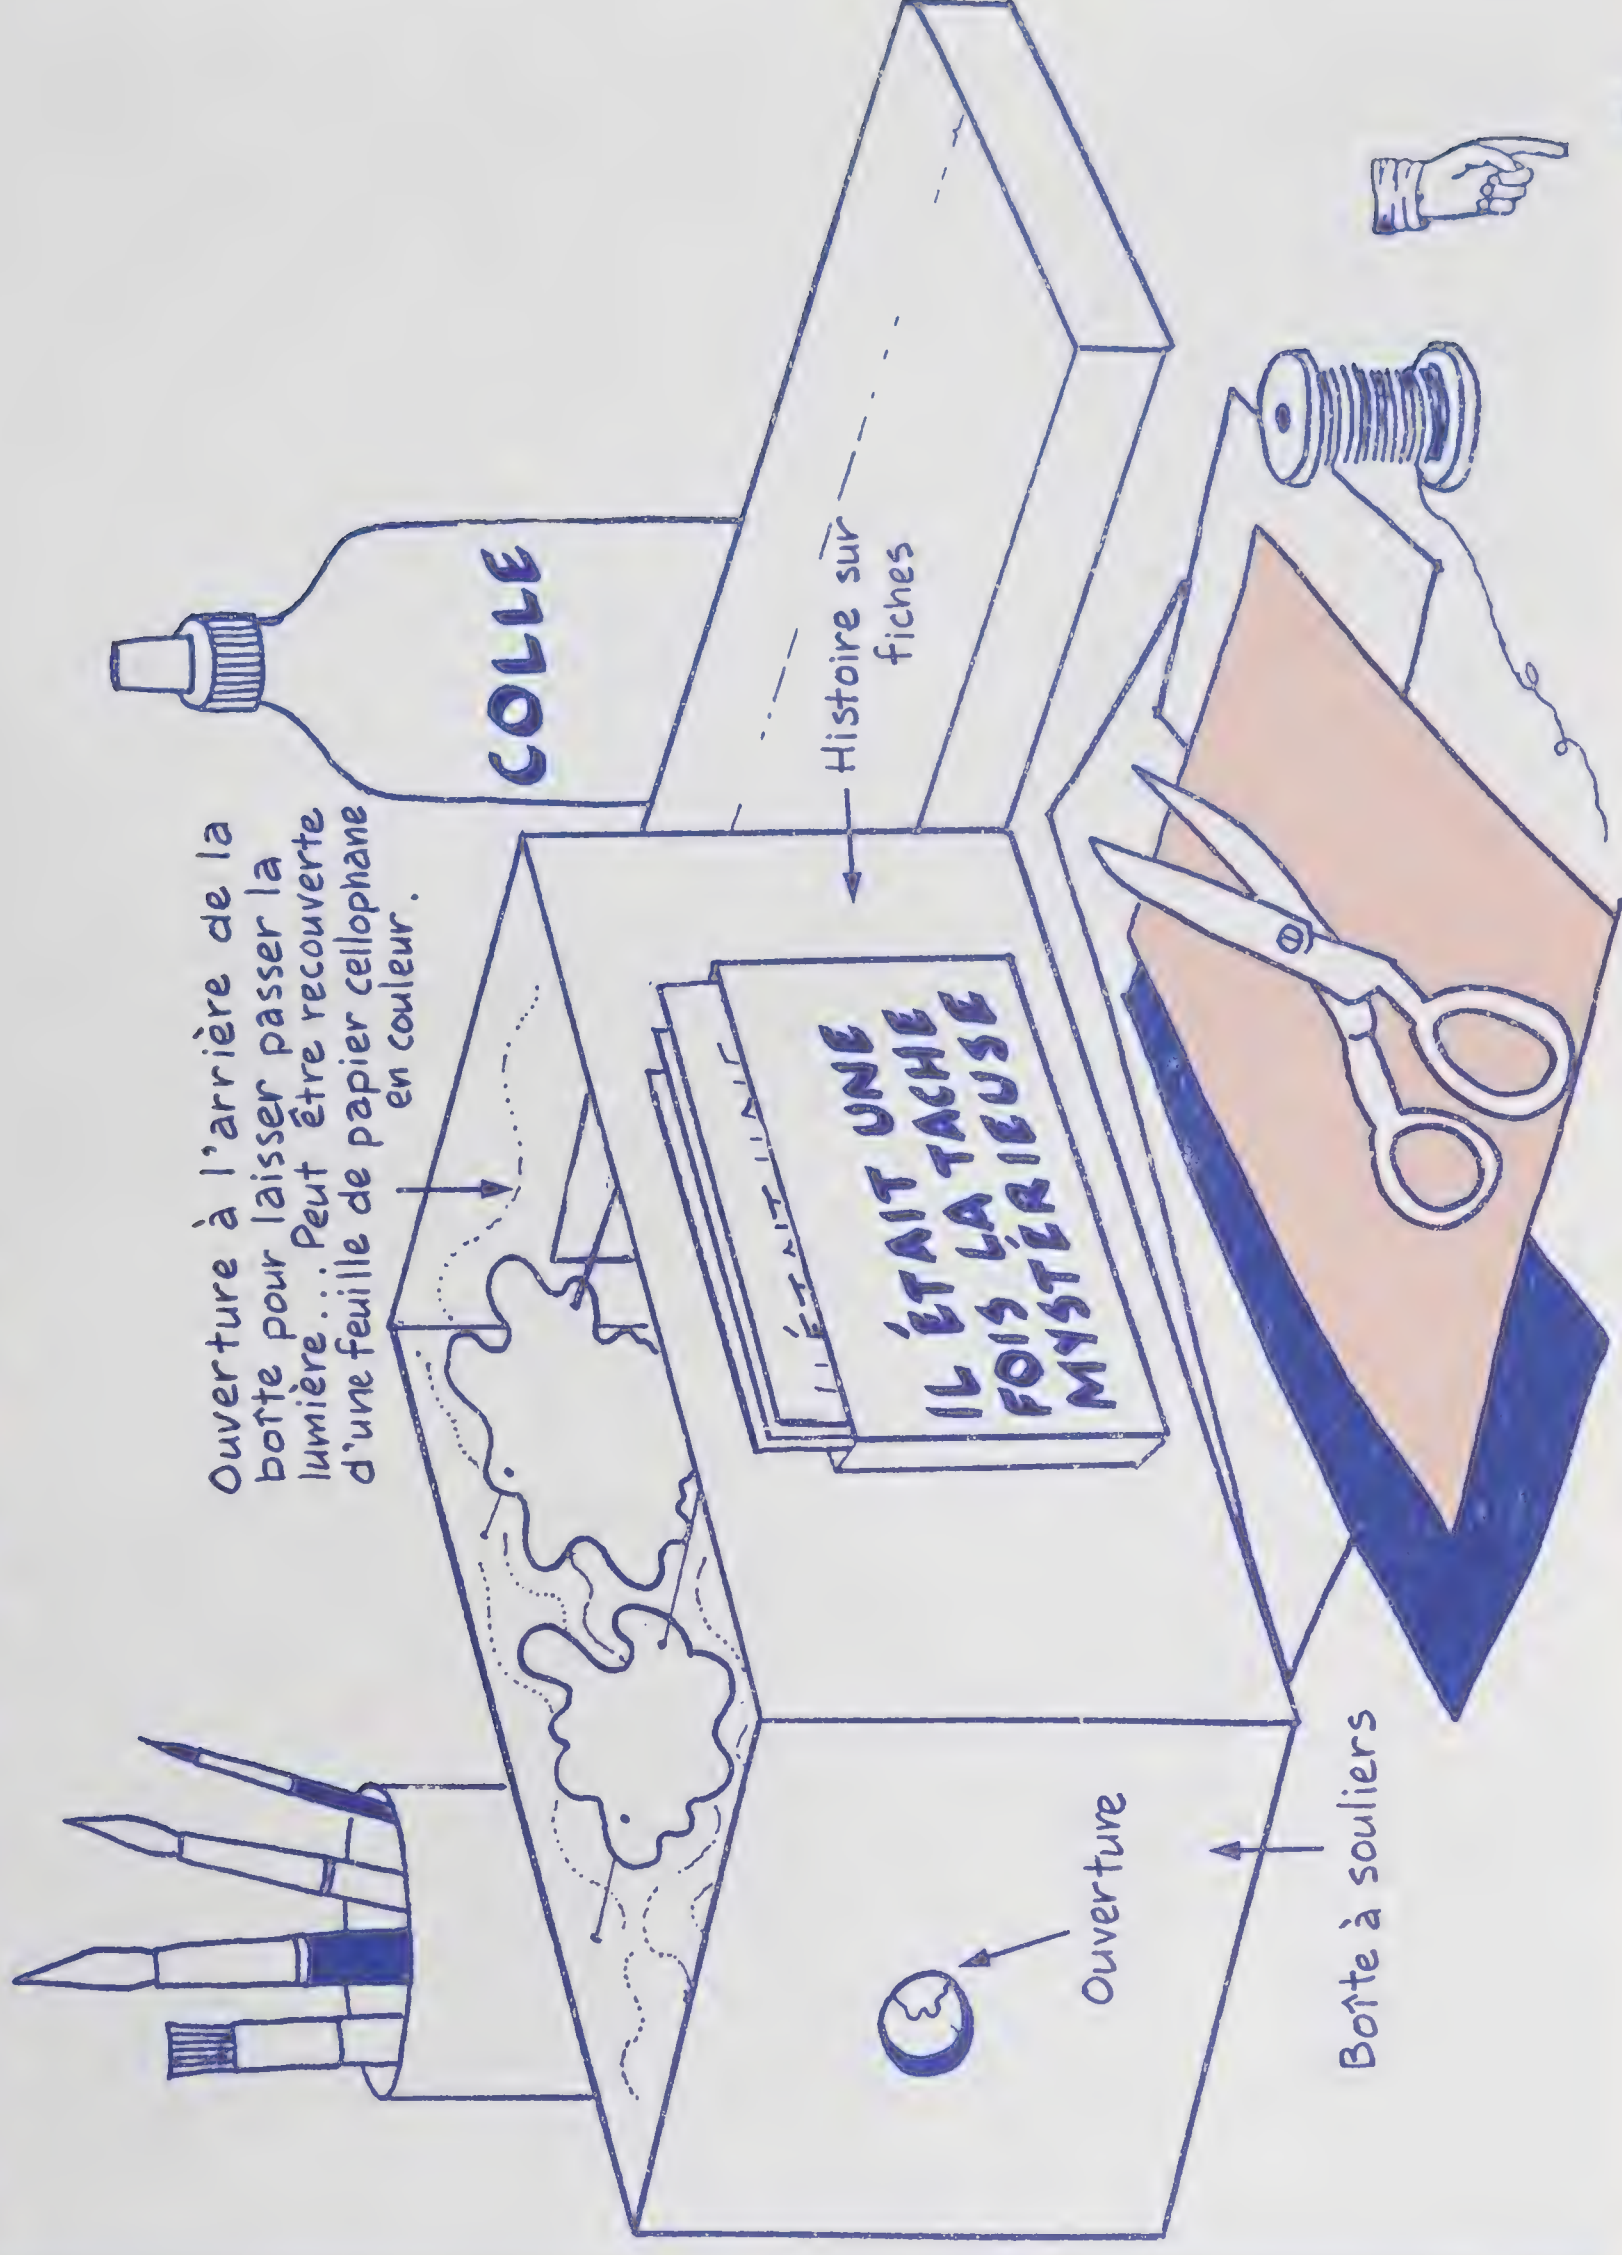 Ouverture à l'arrière de la
boîte pour laisser passer la
lumière.... Peut être recouverte
d'une feuille de papier cellophane
en couleur.
COLLE
Histoire sur
fiches
IL ÉTAIT UNE
FOIS LA TACHE
MYSTÉRIEUSE
Ouverture
Boîte à souliers